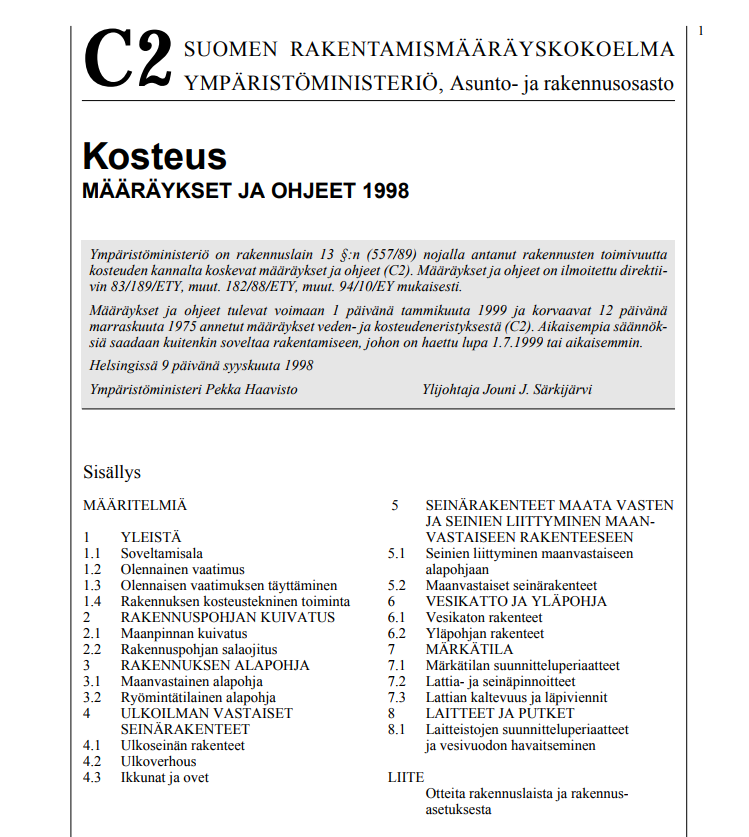 1
C2
SUOMEN RAKENTAMISMÄÄRÄYSKOKOELMA
YMPÄRISTÖMINISTERIÖ, Asunto- ja rakennusosasto
Kosteus
MÄÄRÄYKSET JA OHJEET 1998
Ympäristöministeriö on rakennuslain 13 §:n (557/89) nojalla antanut rakennusten toimivuutta
kosteuden kannalta koskevat määräykset ja ohjeet (C2). Määräykset ja ohjeet on ilmoitettu direktii-
vin 83/189/ETY, muut. 182/88/ETY, muut. 94/10/EY mukaisesti.
Määräykset ja ohjeet tulevat voimaan 1 päivänä tammikuuta 1999 ja korvaavat 12 päivänä
marraskuuta 1975 annetut määräykset veden- ja kosteudeneristyksestä (C2). Aikaisempia säännök-
siä saadaan kuitenkin soveltaa rakentamiseen, johon on haettu lupa 1.7.1999 tai aikaisemmin.
Helsingissä 9 päivänä syyskuuta 1998
Ympäristöministeri Pekka Haavisto Ylijohtaja Jouni J. Särkijärvi
Sisällys
MÄÄRITELMIÄ
1 YLEISTÄ
1.1 Soveltamisala
1.2 Olennainen vaatimus
1.3 Olennaisen vaatimuksen täyttäminen
1.4 Rakennuksen kosteustekninen toiminta
2 RAKENNUSPOHJAN KUIVATUS
2.1 Maanpinnan kuivatus
2.2 Rakennuspohjan salaojitus
3 RAKENNUKSEN ALAPOHJA
3.1 Maanvastainen alapohja
3.2 Ryömintätilainen alapohja
4 ULKOILMAN VASTAISET
SEINÄRAKENTEET
4.1 Ulkoseinän rakenteet
4.2 Ulkoverhous
4.3 Ikkunat ja ovet
5 SEINÄRAKENTEET MAATA VASTEN
JA SEINIEN LIITTYMINEN MAAN-
VASTAISEEN RAKENTEESEEN
5.1 Seinien liittyminen maanvastaiseen
alapohjaan
5.2 Maanvastaiset seinärakenteet
6 VESIKATTO JA YLÄPOHJA
6.1 Vesikaton rakenteet
6.2 Yläpohjan rakenteet
7 MÄRKÄTILA
7.1 Märkätilan suunnitteluperiaatteet
7.2 Lattia- ja seinäpinnoitteet
7.3 Lattian kaltevuus ja läpiviennit
8 LAITTEET JA PUTKET
8.1 Laitteistojen suunnitteluperiaatteet
ja vesivuodon havaitseminen
LIITE
Otteita rakennuslaista ja rakennus-
asetuksesta